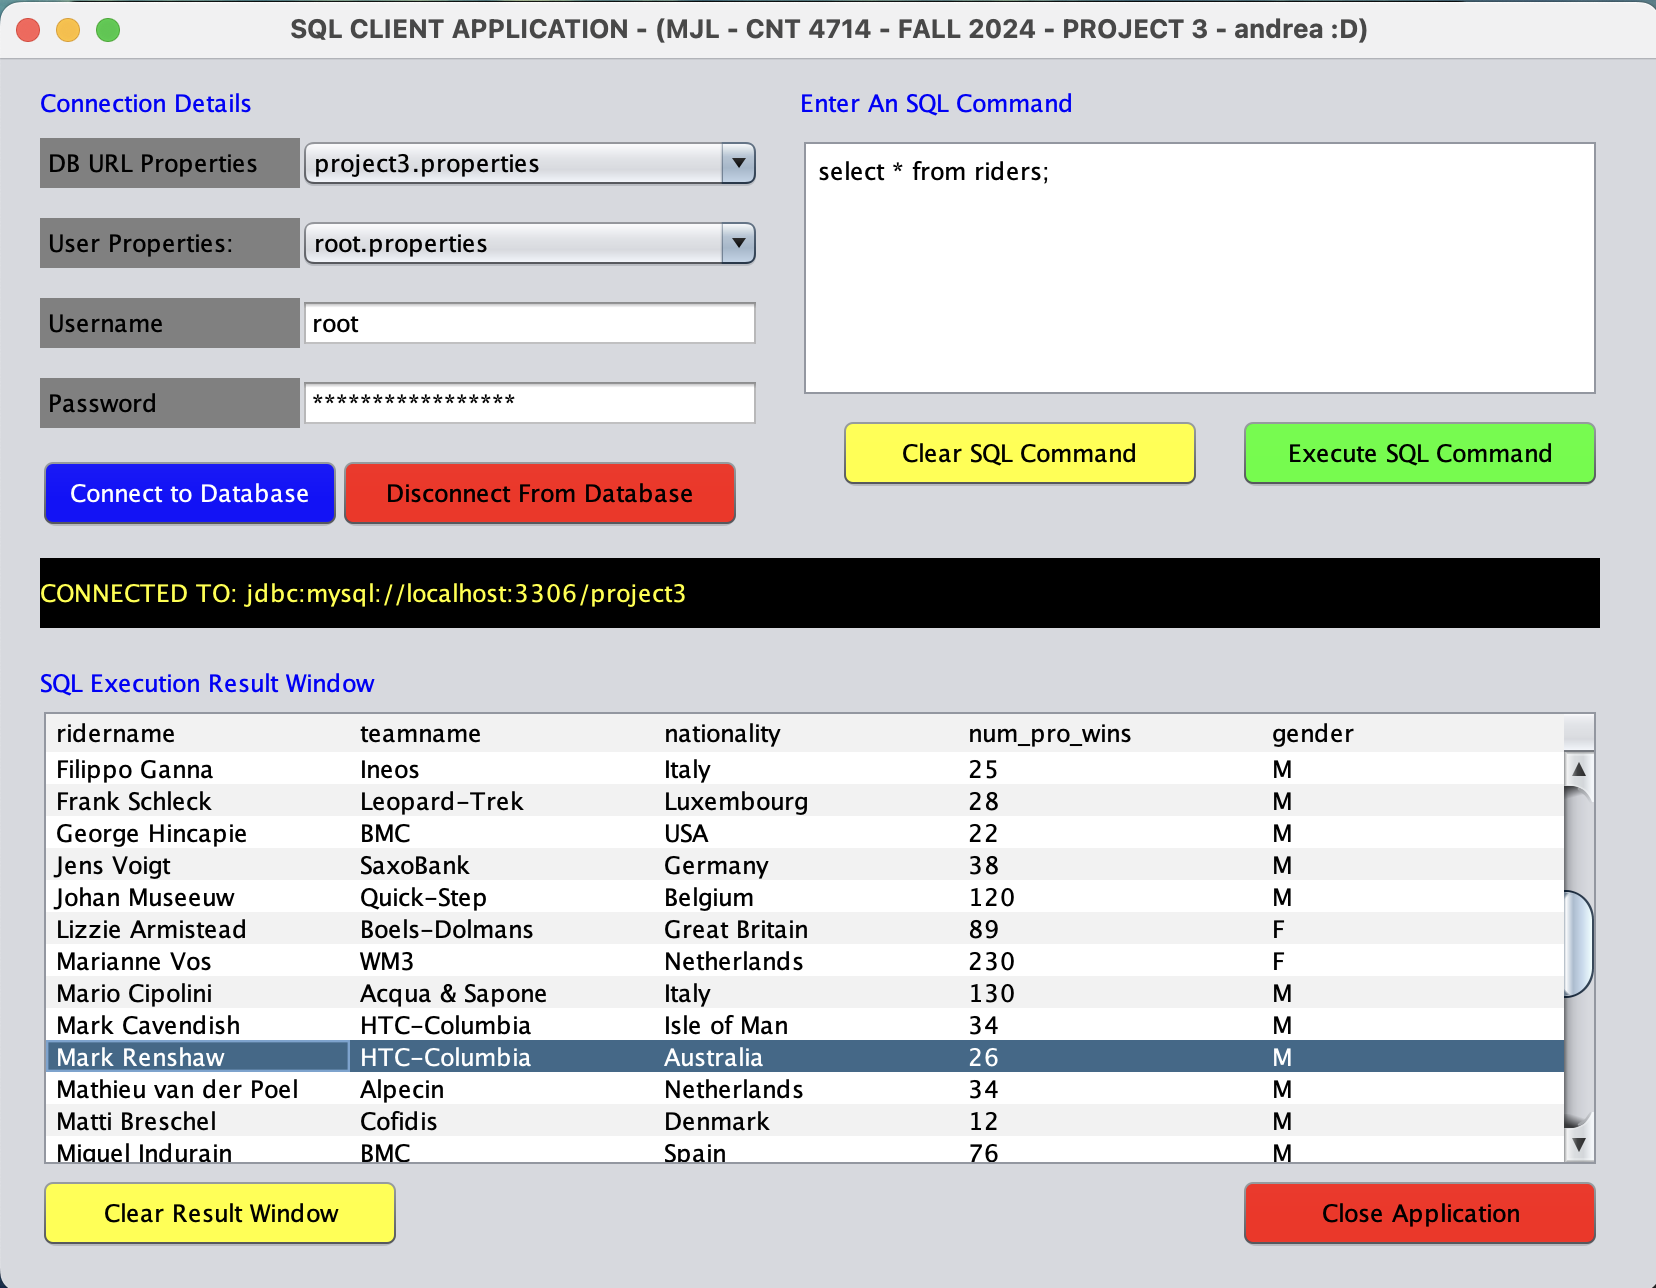 SQL CLIENT APPLICATION - (MJL - CNT 4714 - FALL 2024 - PROJECT 3 - andrea :D)
Connection Details
DB URL Properties project3.properties
User Properties: root.properties
Username root
Password *****************
Connect to Database Disconnect From Database
Enter An SQL Command
select * from riders;
Clear SQL Command Execute SQL Command
CONNECTED TO: jdbc:mysql://localhost:3306/project3
SQL Execution Result Window
ridername teamname nationality num_pro_wins gender
Filippo Ganna Ineos Italy 25 M
Frank Schleck Leopard-Trek Luxembourg 28 M
George Hincapie BMC USA 22 M
Jens Voigt SaxoBank Germany 38 M
Johan Museeuw Quick-Step Belgium 120 M
Lizzie Armistead Boels-Dolmans Great Britain 89 F
Marianne Vos WM3 Netherlands 230 F
Mario Cipolini Acqua & Sapone Italy 130 M
Mark Cavendish HTC-Columbia Isle of Man 34 M
Mark Renshaw HTC-Columbia Australia 26 M
Mathieu van der Poel Alpecin Netherlands 34 M
Matti Breschel Cofidis Denmark 12 M
Miguel Indurain BMC Spain 76 M
Clear Result Window Close Application